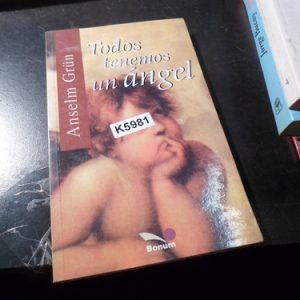 Anselm Grün
Todos
tenemos
un ángel
K5981
Bonum